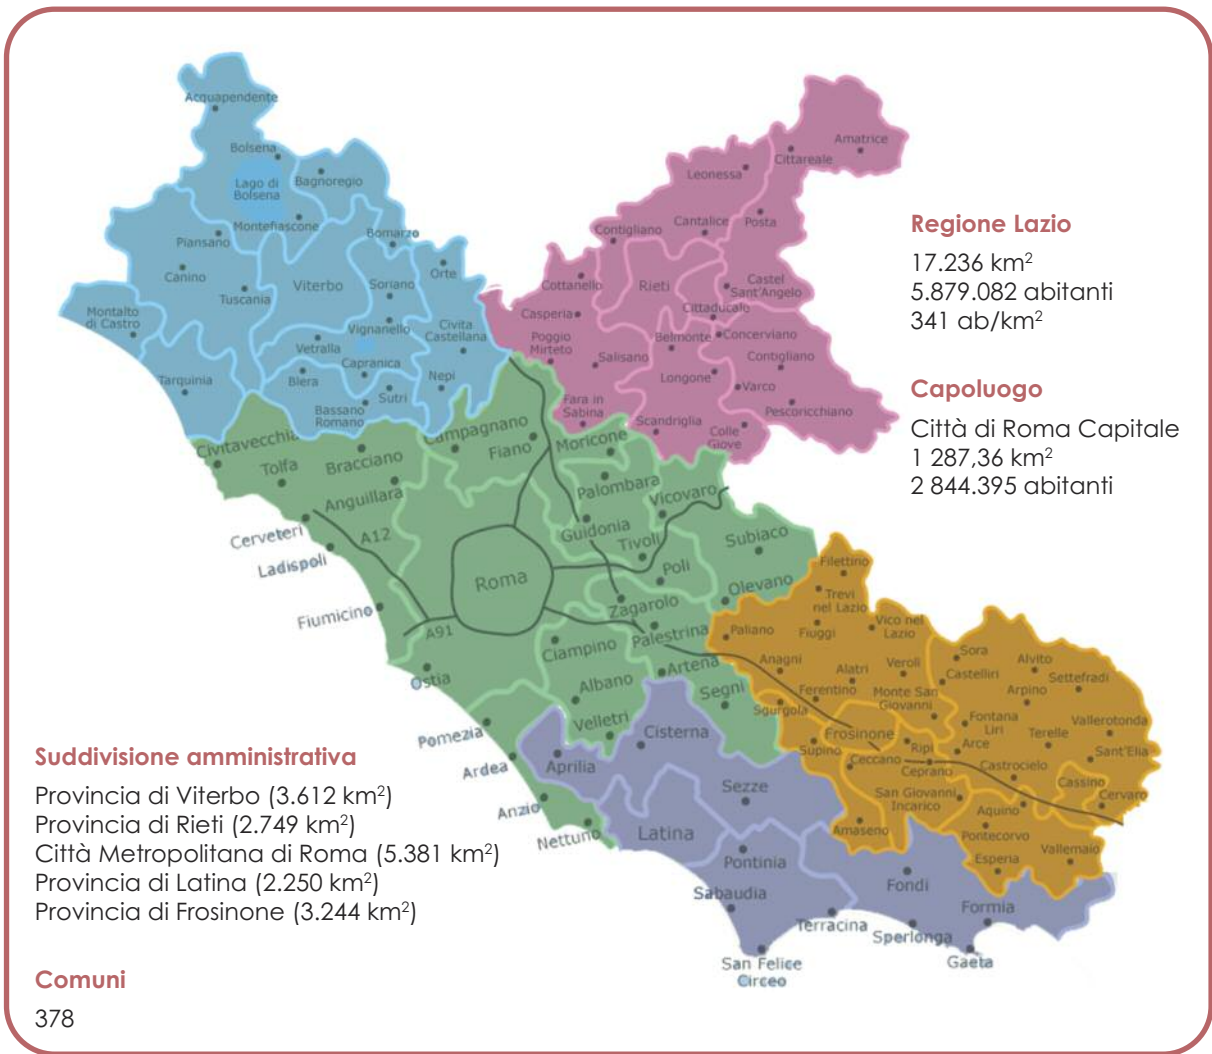 Acquapendente
Bolsena
Lago di
Bolsena
Bagnoregio
Montefiascone
Piansano
Bomarzo
Canino
Tuscania
Viterbo
Soriano
Orte
Montalto
di Castro
Vignanello
Civita
Castellana
Vetralla
Capranica
Tarquinia
Blera
Sutri
Nepi
Bassano
Romano
Amatrice
Cittareale
Leonessa
Cantalice
Posta
Contigliano
Cottanello
Rieti
Castel
Sant'Angelo
Casperia
Cittaducale
Poggio
Mirteto
Belmonte
Concerviano
Salisano
Contigliano
Longone
Varco
Fara in
Sabina
Pescoricchiano
Scandriglia
Colle
Giove
Regione Lazio
17.236 km²
5.879.082 abitanti
341 ab/km²
Capoluogo
Città di Roma Capitale
1 287,36 km²
2 844.395 abitanti
Civitavecchia
Tolfa
Bracciano
Campagnano
Fiano
Moricone
Anguillara
Palombara
Vicovaro
Cerveteri
A12
Guidonia
Tivoli
Subiaco
Ladispoli
Roma
Poli
Olevano
Fiumicino
Zagarolo
A91
Palestrina
Ciampino
Artena
Ostia
Albano
Segni
Velletri
Pomezia
Ardea
Anzio
Nettuno
Filettino
Trevi
nel Lazio
Vico nel
Lazio
Paliano
Fiuggi
Anagni
Alatri
Veroli
Sora
Alvito
Castelliri
Settefradi
Ferentino
Monte San
Giovanni
Arpino
Sgurgola
Fontana
Liri
Vallerotonda
Frosinone
Terelle
Supino
Ripi
Arce
Sant'Elia
Ceccano
Ceprano
Castrocielo
Cassino
San Giovanni
Incarico
Cervaro
Aquino
Amaseno
Pontecorvo
Esperia
Vallemaio
Cisterna
Aprilia
Sezze
Latina
Pontinia
Sabaudia
Fondi
Formia
Terracina
Sperlonga
Gaeta
San Felice
Circeo
Suddivisione amministrativa
Provincia di Viterbo (3.612 km²)
Provincia di Rieti (2.749 km²)
Città Metropolitana di Roma (5.381 km²)
Provincia di Latina (2.250 km²)
Provincia di Frosinone (3.244 km²)
Comuni
378